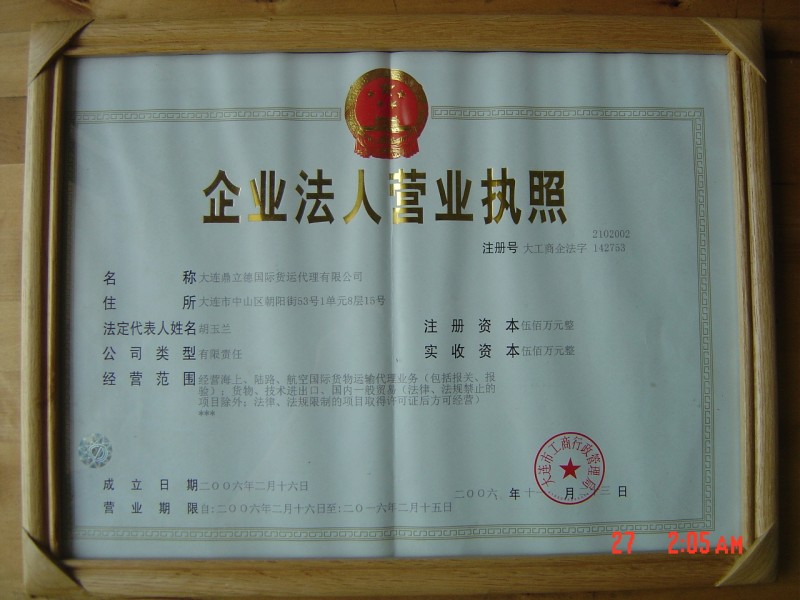 企业法人营业执照
2102002
注册号 大工商企法字 142753
名称 大连鼎立德国际货运代理有限公司
住所 大连市中山区朝阳街53号1单元8层15号
法定代表人姓名 胡玉兰
注册资本 伍佰万元整
公司类型 有限责任
实收资本 伍佰万元整
经营范围 经营海上、陆路、航空国际货物运输代理业务（包括报关、报
验）；货物、技术进出口、国内一般贸易（法律、法规禁止的
项目除外；法律、法规限制的项目取得许可证后方可经营）
***
大连市工商行政管理局
成立日期 二〇〇六年二月十六日
二〇〇六 年 十一 月 三 日
营业期限 自:二〇〇六年二月十六日至:二〇一六年二月十五日
27 2:05AM